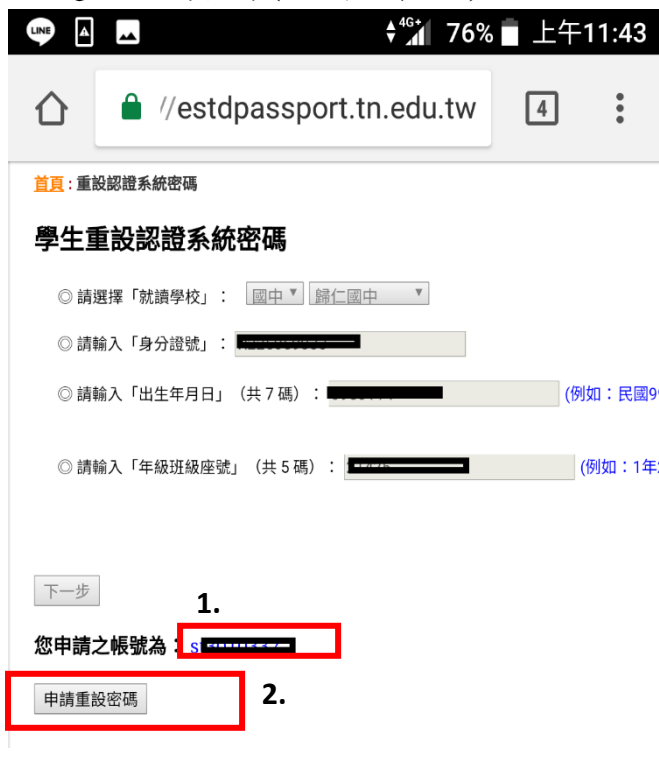 LINE A 4G+ 76% 上午11:43
//estdpassport.tn.edu.tw 4
首頁 : 重設認證系統密碼
學生重設認證系統密碼
◎ 請選擇「就讀學校」： 國中 歸仁國中
◎ 請輸入「身分證號」：
◎ 請輸入「出生年月日」（共 7 碼）： (例如：民國9
◎ 請輸入「年級班級座號」（共 5 碼）： (例如：1年
下一步
1.
您申請之帳號為：
申請重設密碼
2.